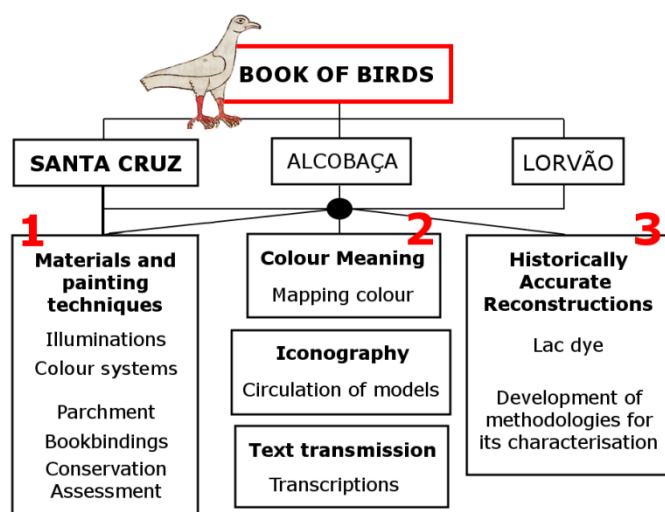 BOOK OF BIRDS
SANTA CRUZ
ALCOBAÇA
LORVÃO
1
Materials and
painting
techniques
Illuminations
Colour systems
Parchment
Bookbindings
Conservation
Assessment
2
Colour Meaning
Mapping colour
Iconography
Circulation of models
Text transmission
Transcriptions
3
Historically
Accurate
Reconstructions
Lac dye
Development of
methodologies for
its characterisation